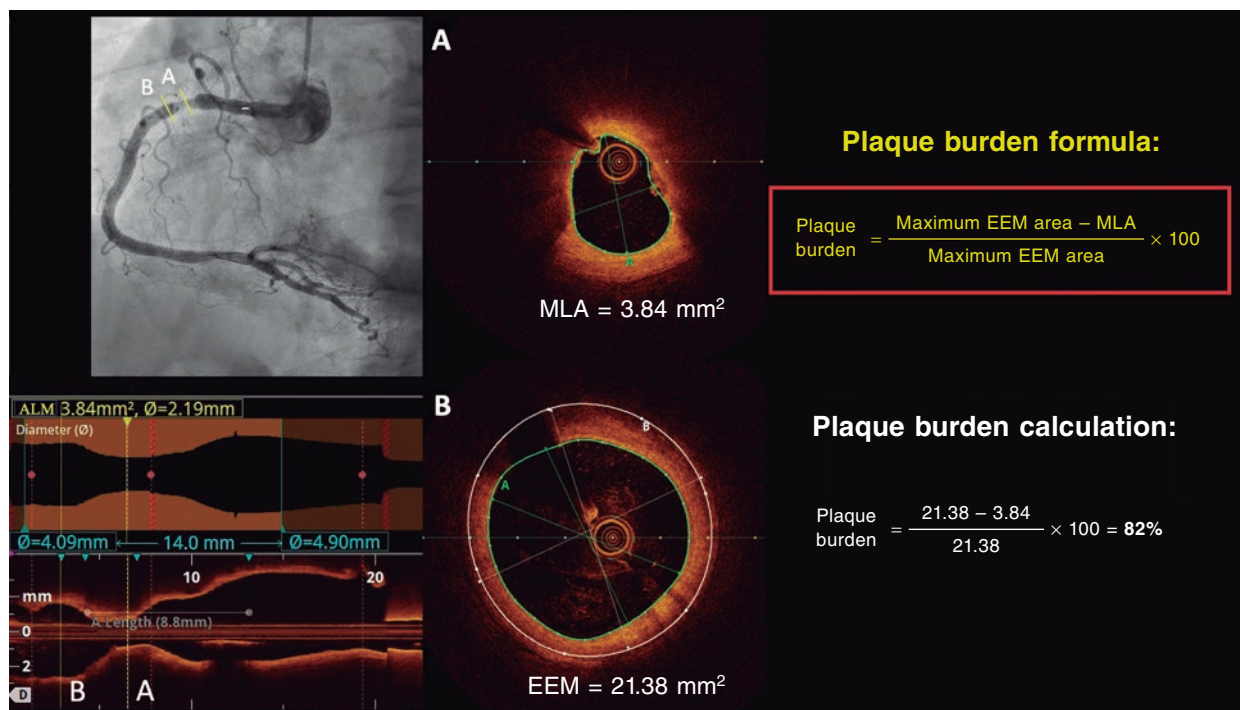 B A
A
MLA = 3.84 mm²
Plaque burden formula:
Plaque
burden
=
Maximum EEM area – MLA
Maximum EEM area
× 100
ALM 3.84mm², Ø=2.19mm
Diameter (Ø)
Ø=4.09mm 14.0 mm Ø=4.90mm
10 20
mm
A Length (8.8mm)
0
2
D B A
B
B
A
EEM = 21.38 mm²
Plaque burden calculation:
Plaque
burden
=
21.38 – 3.84
21.38
× 100 = 82%